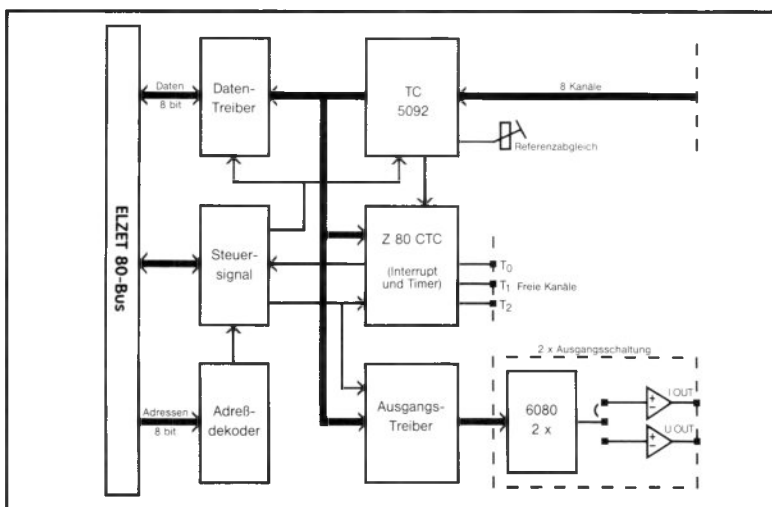 ELZET 80-Bus
Daten
8 bit
Daten-
Treiber
TC
5092
8 Kanäle
Referenzabgleich
Steuer-
signal
Z 80 CTC
(Interrupt
und Timer)
T0
T1 Freie Kanäle
T2
Adressen
8 bit
Adreß-
dekoder
Ausgangs-
Treiber
2 x Ausgangsschaltung
6080
2 x
+
−
I OUT
+
−
U OUT